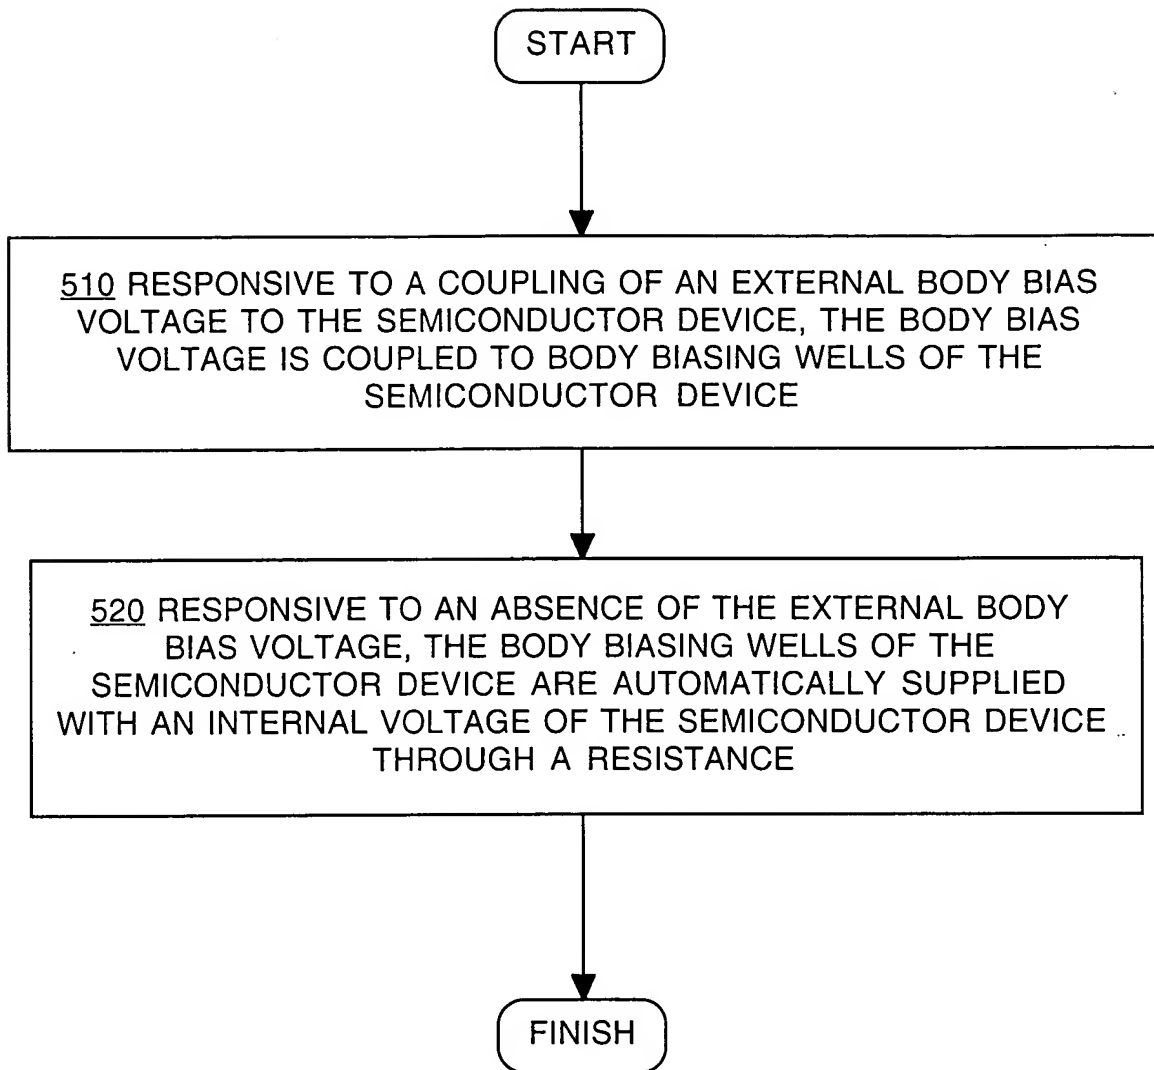 START
510 RESPONSIVE TO A COUPLING OF AN EXTERNAL BODY BIAS
VOLTAGE TO THE SEMICONDUCTOR DEVICE, THE BODY BIAS
VOLTAGE IS COUPLED TO BODY BIASING WELLS OF THE
SEMICONDUCTOR DEVICE
520 RESPONSIVE TO AN ABSENCE OF THE EXTERNAL BODY
BIAS VOLTAGE, THE BODY BIASING WELLS OF THE
SEMICONDUCTOR DEVICE ARE AUTOMATICALLY SUPPLIED
WITH AN INTERNAL VOLTAGE OF THE SEMICONDUCTOR DEVICE
THROUGH A RESISTANCE
FINISH